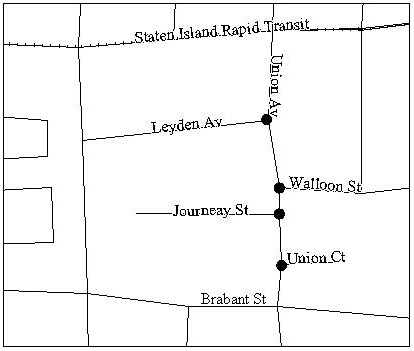 Staten Island Rapid Transit
Union Av
Leyden Av
Walloon St
Journeay St
Union Ct
Brabant St